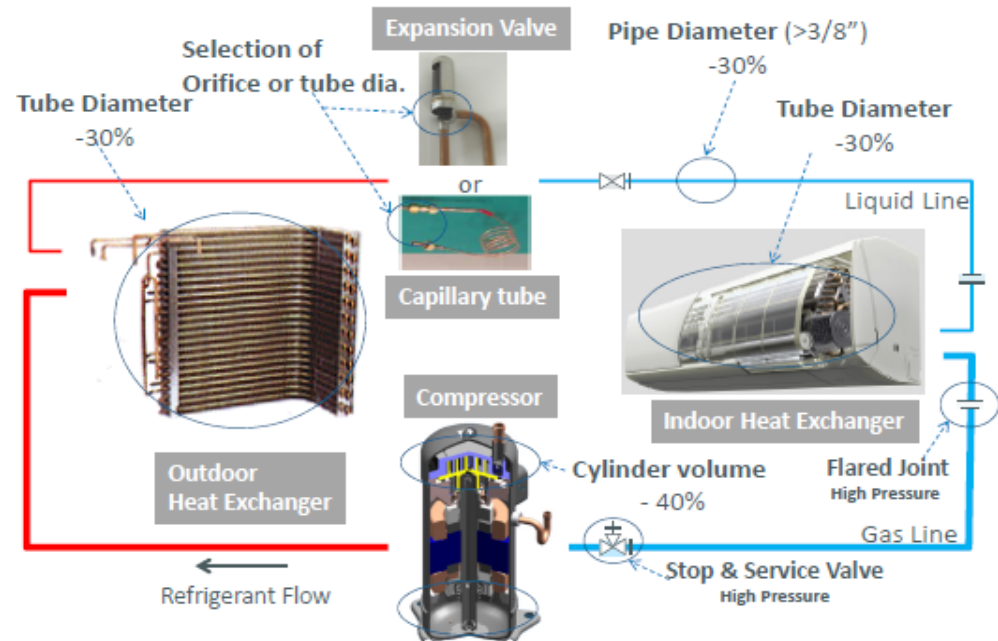 Expansion Valve
Selection of
Orifice or tube dia.
Pipe Diameter (>3/8”)
-30%
Tube Diameter
-30%
Tube Diameter
-30%
or
Liquid Line
Capillary tube
Compressor
Indoor Heat Exchanger
Outdoor
Heat Exchanger
Cylinder volume
- 40%
Flared Joint
High Pressure
Gas Line
Refrigerant Flow
Stop & Service Valve
High Pressure